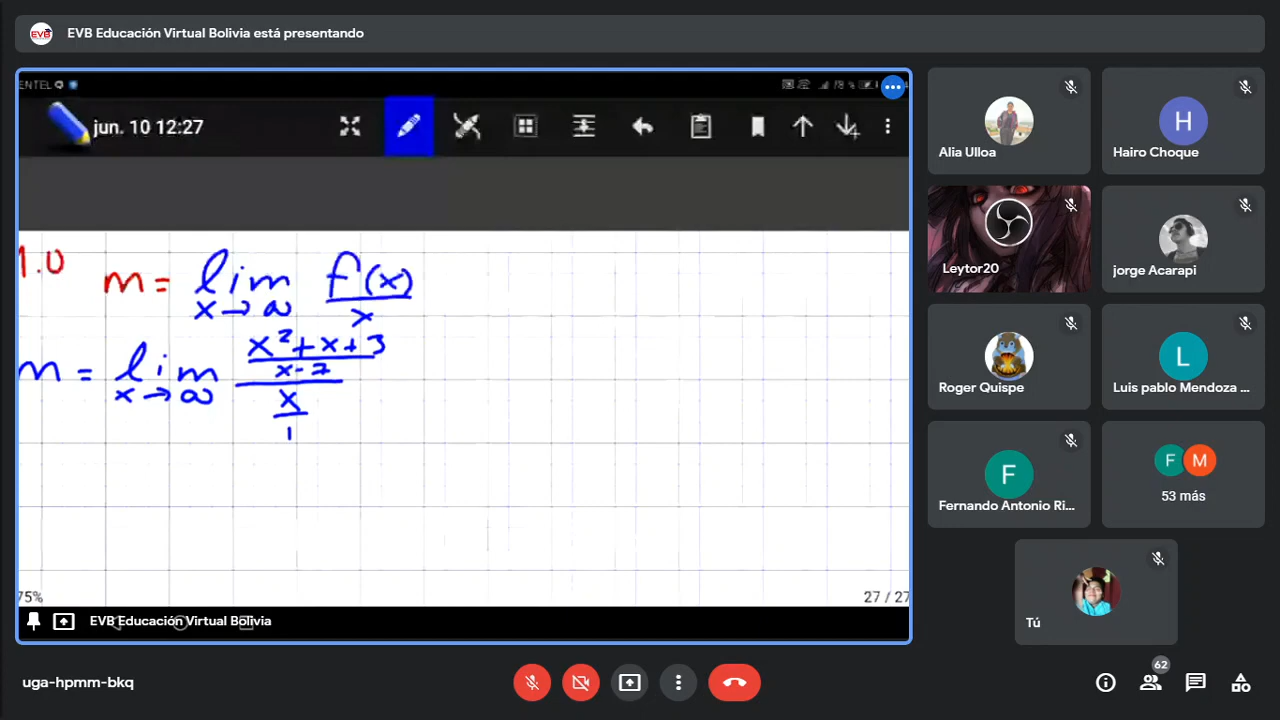 EVB Educación Virtual Bolivia está presentando
ENTEL
jun. 10 12:27
m = lim x→∞ f(x)/x
m = lim x→∞ ((x²+x+3)/(x-2))/(x/1)
75%
27 / 27
EVB Educación Virtual Bolivia
Alia Ulloa
H
Hairo Choque
Leytor20
jorge Acarapi
Roger Quispe
L
Luis pablo Mendoza ...
F
Fernando Antonio Ri...
F M
53 más
Tú
uga-hpmm-bkq
62